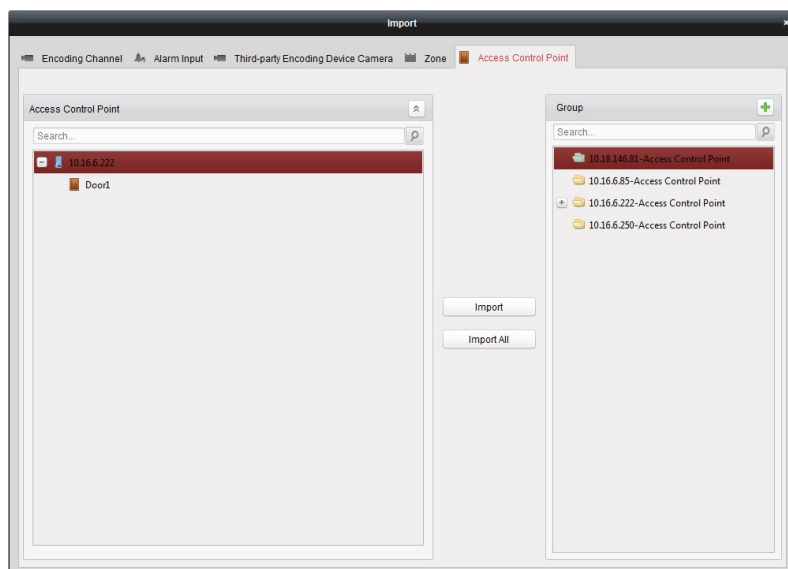 Import
Encoding Channel Alarm Input Third-party Encoding Device Camera Zone Access Control Point
Access Control Point
Search...
10.16.6.222
Door1
Import
Import All
Group
Search...
10.18.146.81-Access Control Point
10.16.6.85-Access Control Point
10.16.6.222-Access Control Point
10.16.6.250-Access Control Point